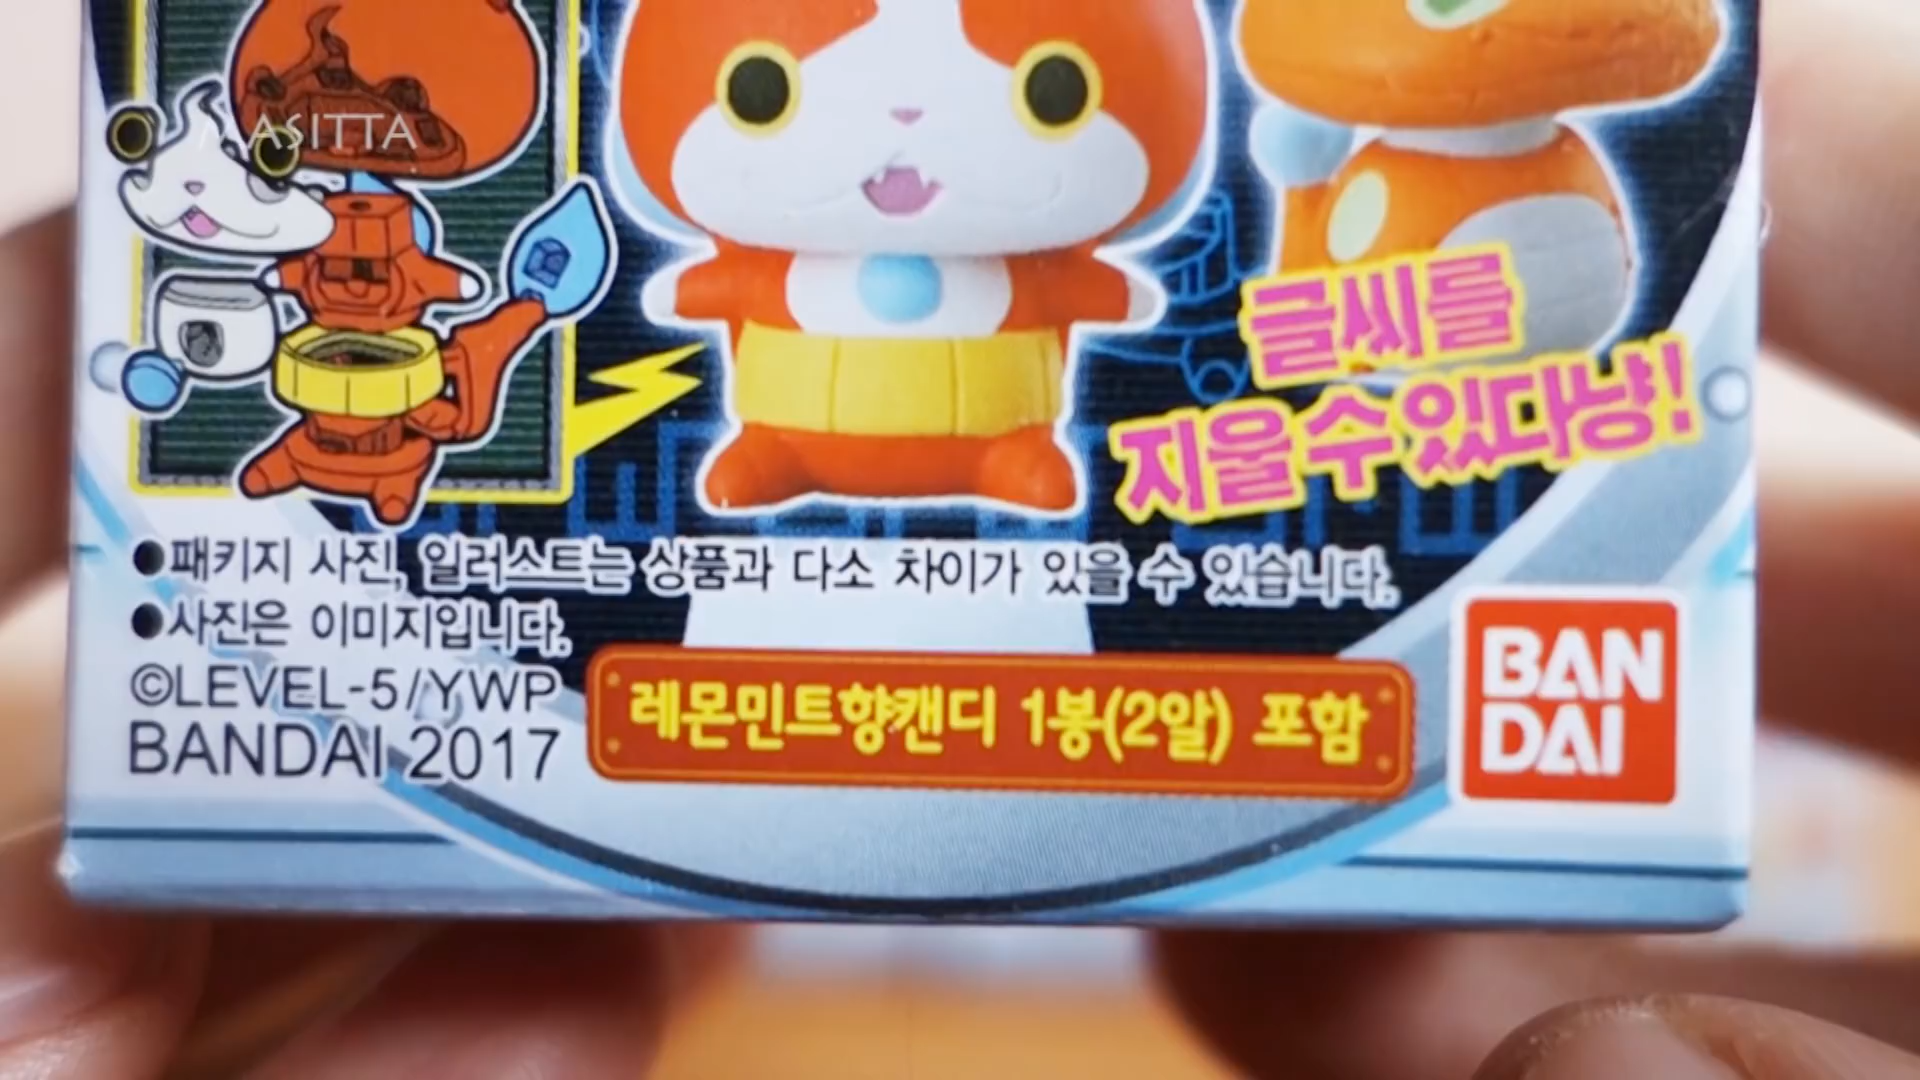 MASITTA
글씨를
지울 수 있다냥!
●패키지 사진, 일러스트는 상품과 다소 차이가 있을 수 있습니다.
●사진은 이미지입니다.
©LEVEL-5/YWP
BANDAI 2017
레몬민트향캔디 1봉(2알) 포함
BAN
DAI